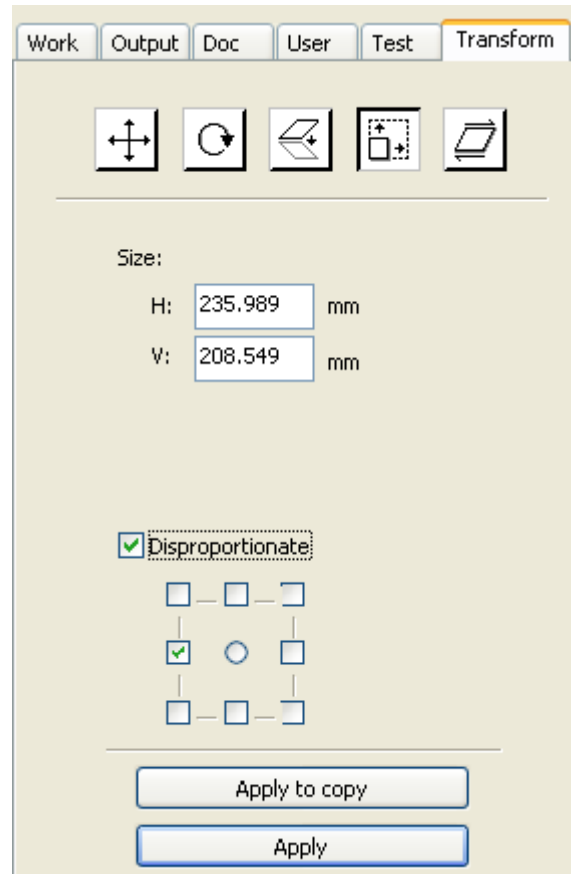 Work Output Doc User Test Transform
Size:
H: 235.989 mm
V: 208.549 mm
Disproportionate
Apply to copy
Apply